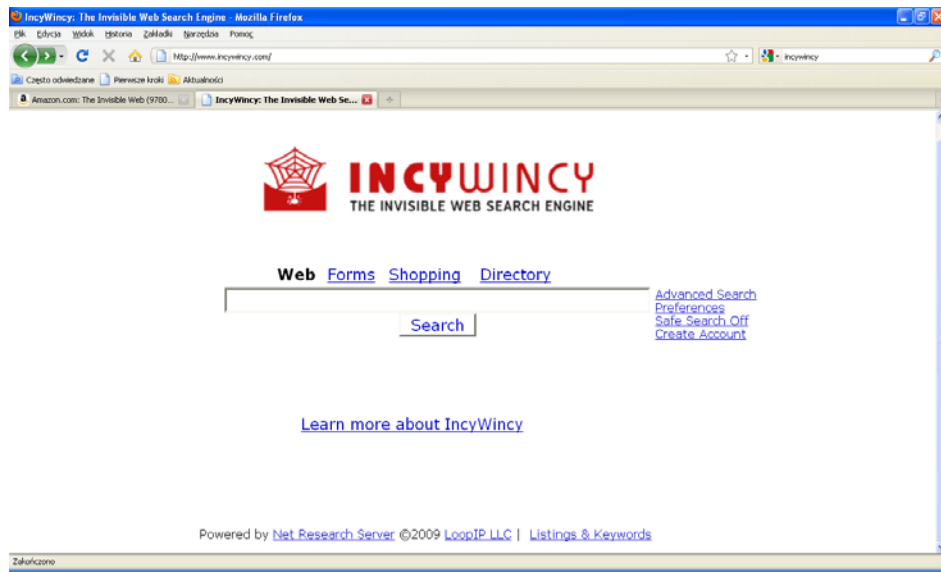 IncyWincy: The Invisible Web Search Engine - Mozilla Firefox
Plik Edycja Widok Historia Zakładki Narzędzia Pomoc
http://www.incywincy.com/ incywincy
Często odwiedzane Pierwsze kroki Aktualności
Amazon.com: The Invisible Web (9780... IncyWincy: The Invisible Web Se...
INCYWINCY
THE INVISIBLE WEB SEARCH ENGINE
Web Forms Shopping Directory
Advanced Search
Preferences
Search Safe Search Off
Create Account
Learn more about IncyWincy
Powered by Net Research Server ©2009 LoopIP LLC | Listings & Keywords
Zakończono